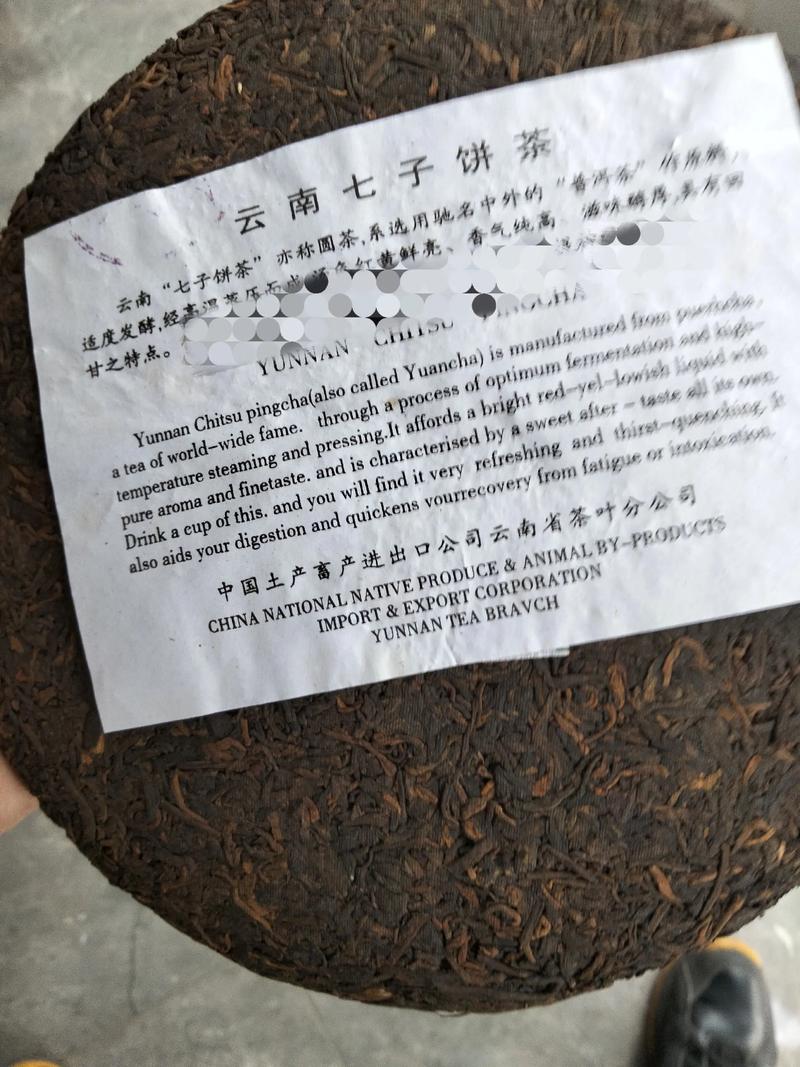 云南七子饼茶
云南“七子饼茶”亦称圆茶,系选用驰名中外的“普洱茶”作原料,
适度发酵,经高温蒸压而成,汤色红黄鲜亮、香气纯高 滋味醇厚,具有回
甘之特点。
YUNNAN CHITSU PINGCHA
Yunnan Chitsu pingcha(also called Yuancha) is manufactured from puercha,
a tea of world-wide fame. through a process of optimum fermentation and high-
temperature steaming and pressing.It affords a bright red-yel-lowish liquid with
pure aroma and finetaste. and is characterised by a sweet after-taste all its own.
Drink a cup of this. and you will find it very refreshing and thirst-quenching, It
also aids your digestion and quickens vourrecovery from fatigue or intoxication.
中国土产畜产进出口公司云南省茶叶分公司
CHINA NATIONAL NATIVE PRODUCE & ANIMAL BY-PRODUCTS
IMPORT & EXPORT CORPORATION
YUNNAN TEA BRAVCH